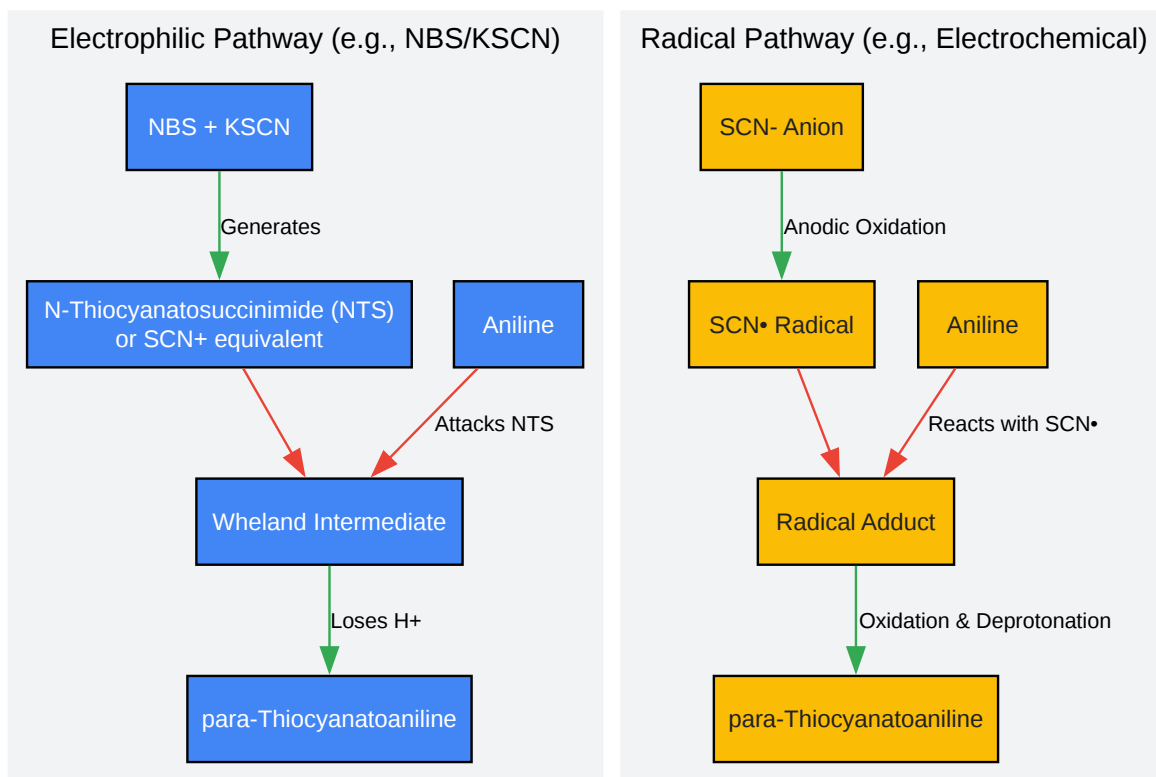 Electrophilic Pathway (e.g., NBS/KSCN)
NBS + KSCN
Generates
N-Thiocyanatosuccinimide (NTS)
or SCN+ equivalent
Aniline
Attacks NTS
Wheland Intermediate
Loses H+
para-Thiocyanatoaniline
Radical Pathway (e.g., Electrochemical)
SCN- Anion
Anodic Oxidation
SCN• Radical
Aniline
Reacts with SCN•
Radical Adduct
Oxidation & Deprotonation
para-Thiocyanatoaniline